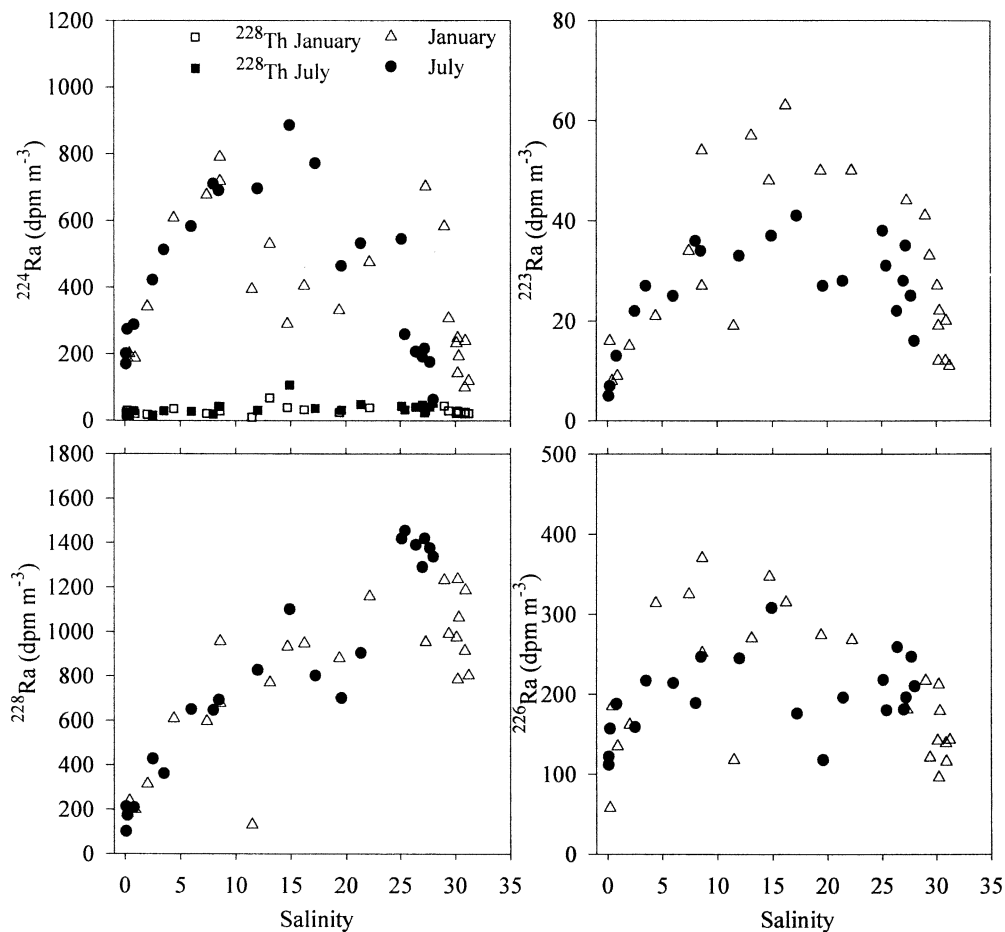 1200
1000
800
600
400
200
0
²²⁴Ra (dpm m⁻³)
²²⁸Th January
January
²²⁸Th July
July
80
60
40
20
0
²²³Ra (dpm m⁻³)
1800
1600
1400
1200
1000
800
600
400
200
0
²²⁸Ra (dpm m⁻³)
0 5 10 15 20 25 30 35
Salinity
500
400
300
200
100
0
²²⁶Ra (dpm m⁻³)
0 5 10 15 20 25 30 35
Salinity